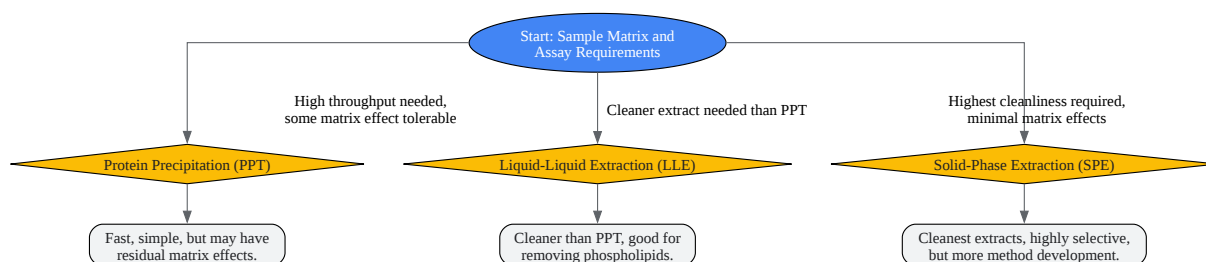 Start: Sample Matrix and
Assay Requirements
High throughput needed,
some matrix effect tolerable
Cleaner extract needed than PPT
Highest cleanliness required,
minimal matrix effects
Protein Precipitation (PPT)
Liquid-Liquid Extraction (LLE)
Solid-Phase Extraction (SPE)
Fast, simple, but may have
residual matrix effects.
Cleaner than PPT, good for
removing phospholipids.
Cleanest extracts, highly selective,
but more method development.